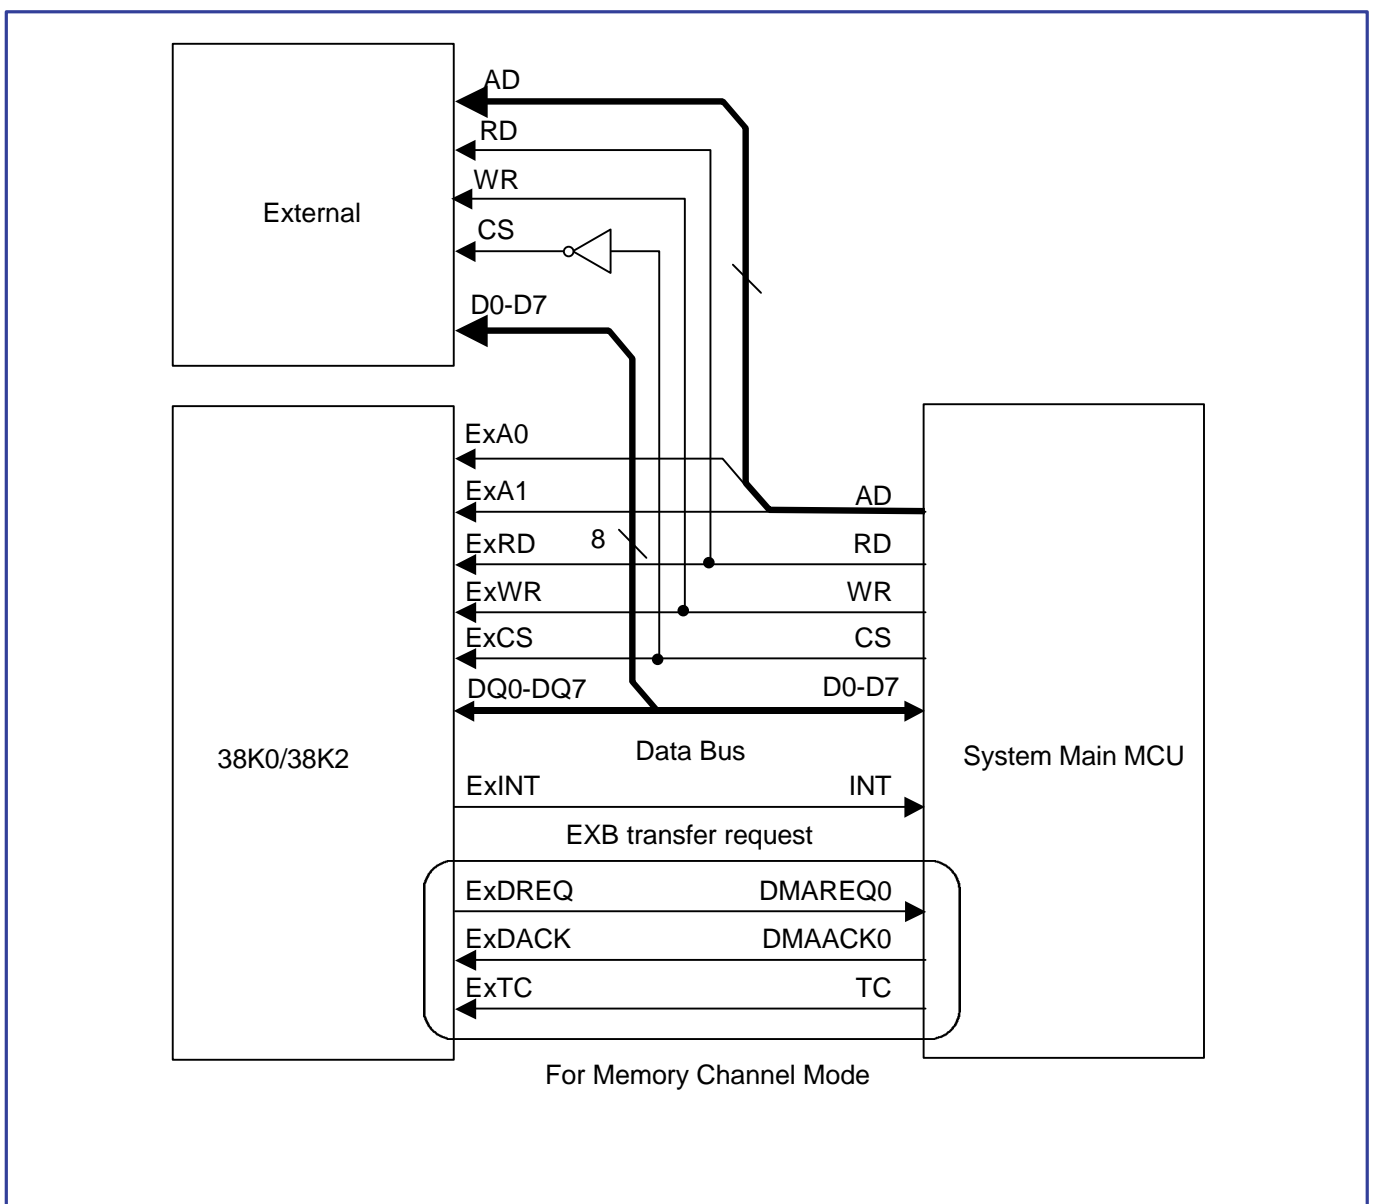 AD
RD
WR
External
CS
D0-D7
ExA0
ExA1
AD
ExRD
8
RD
ExWR
WR
ExCS
CS
DQ0-DQ7
D0-D7
38K0/38K2
Data Bus
System Main MCU
ExINT
INT
EXB transfer request
ExDREQ
DMAREQ0
ExDACK
DMAACK0
ExTC
TC
For Memory Channel Mode